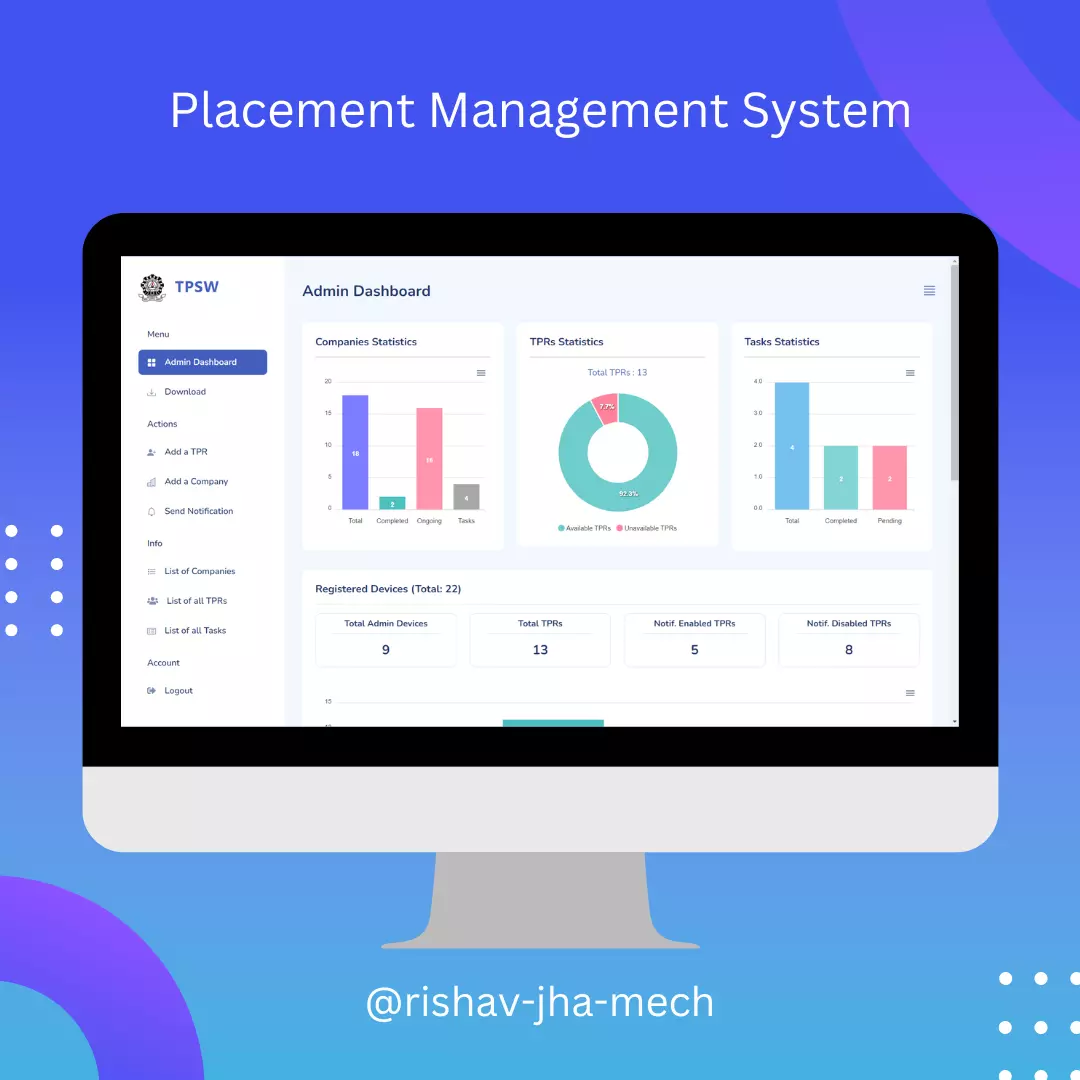 Placement Management System
TPSW
Menu
Admin Dashboard
Download
Actions
Add a TPR
Add a Company
Send Notification
Info
List of Companies
List of all TPRs
List of all Tasks
Account
Logout
Admin Dashboard
Companies Statistics
20
15
10
5
0
18
2
16
4
Total Completed Ongoing Tasks
TPRs Statistics
Total TPRs : 13
7.7%
92.3%
Available TPRs Unavailable TPRs
Tasks Statistics
4.0
3.0
2.0
1.0
0.0
4
2
2
Total Completed Pending
Registered Devices (Total: 22)
Total Admin Devices
9
Total TPRs
13
Notif. Enabled TPRs
5
Notif. Disabled TPRs
8
15
@rishav-jha-mech